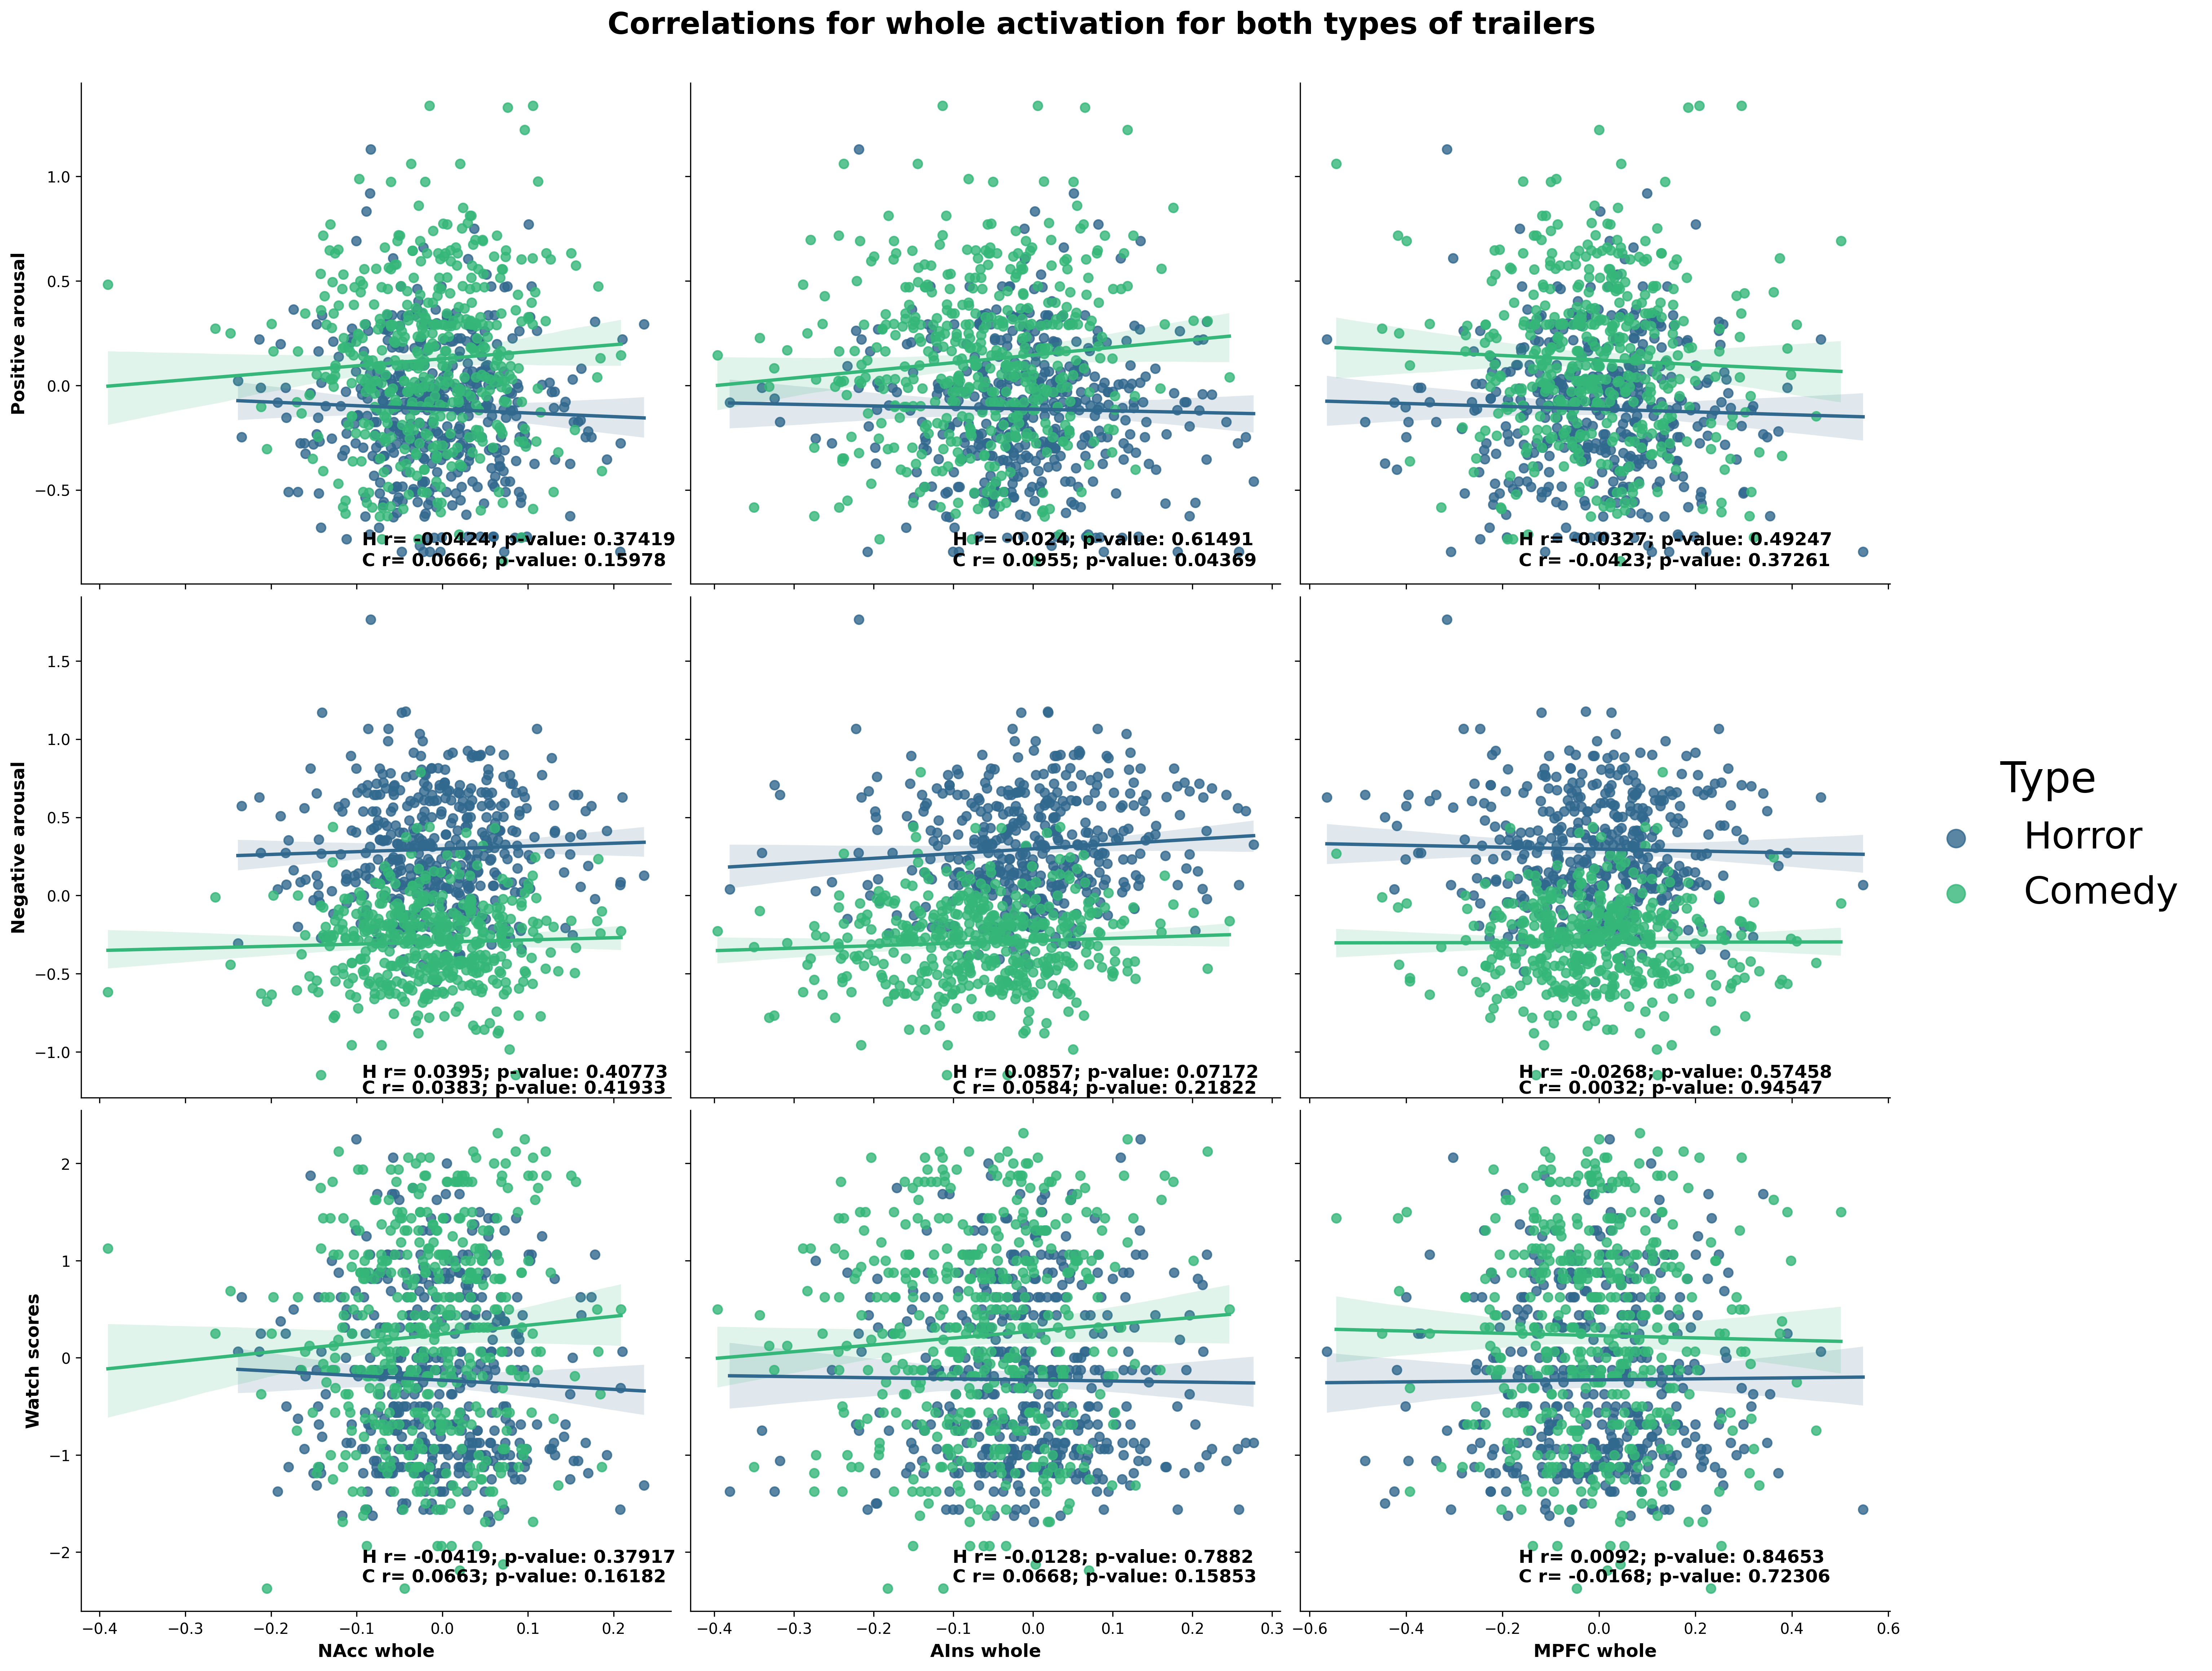 Correlations for whole activation for both types of trailers
Positive arousal
1.0
0.5
0.0
−0.5
H r= -0.0424; p-value: 0.37419
C r= 0.0666; p-value: 0.15978
H r= -0.024; p-value: 0.61491
C r= 0.0955; p-value: 0.04369
H r= -0.0327; p-value: 0.49247
C r= -0.0423; p-value: 0.37261
Negative arousal
1.5
1.0
0.5
0.0
−0.5
−1.0
H r= 0.0395; p-value: 0.40773
C r= 0.0383; p-value: 0.41933
H r= 0.0857; p-value: 0.07172
C r= 0.0584; p-value: 0.21822
H r= -0.0268; p-value: 0.57458
C r= 0.0032; p-value: 0.94547
Type
Horror
Comedy
Watch scores
2
1
0
−1
−2
H r= -0.0419; p-value: 0.37917
C r= 0.0663; p-value: 0.16182
H r= -0.0128; p-value: 0.7882
C r= 0.0668; p-value: 0.15853
H r= 0.0092; p-value: 0.84653
C r= -0.0168; p-value: 0.72306
−0.4 −0.3 −0.2 −0.1 0.0 0.1 0.2
NAcc whole
−0.4 −0.3 −0.2 −0.1 0.0 0.1 0.2 0.3
AIns whole
−0.6 −0.4 −0.2 0.0 0.2 0.4 0.6
MPFC whole